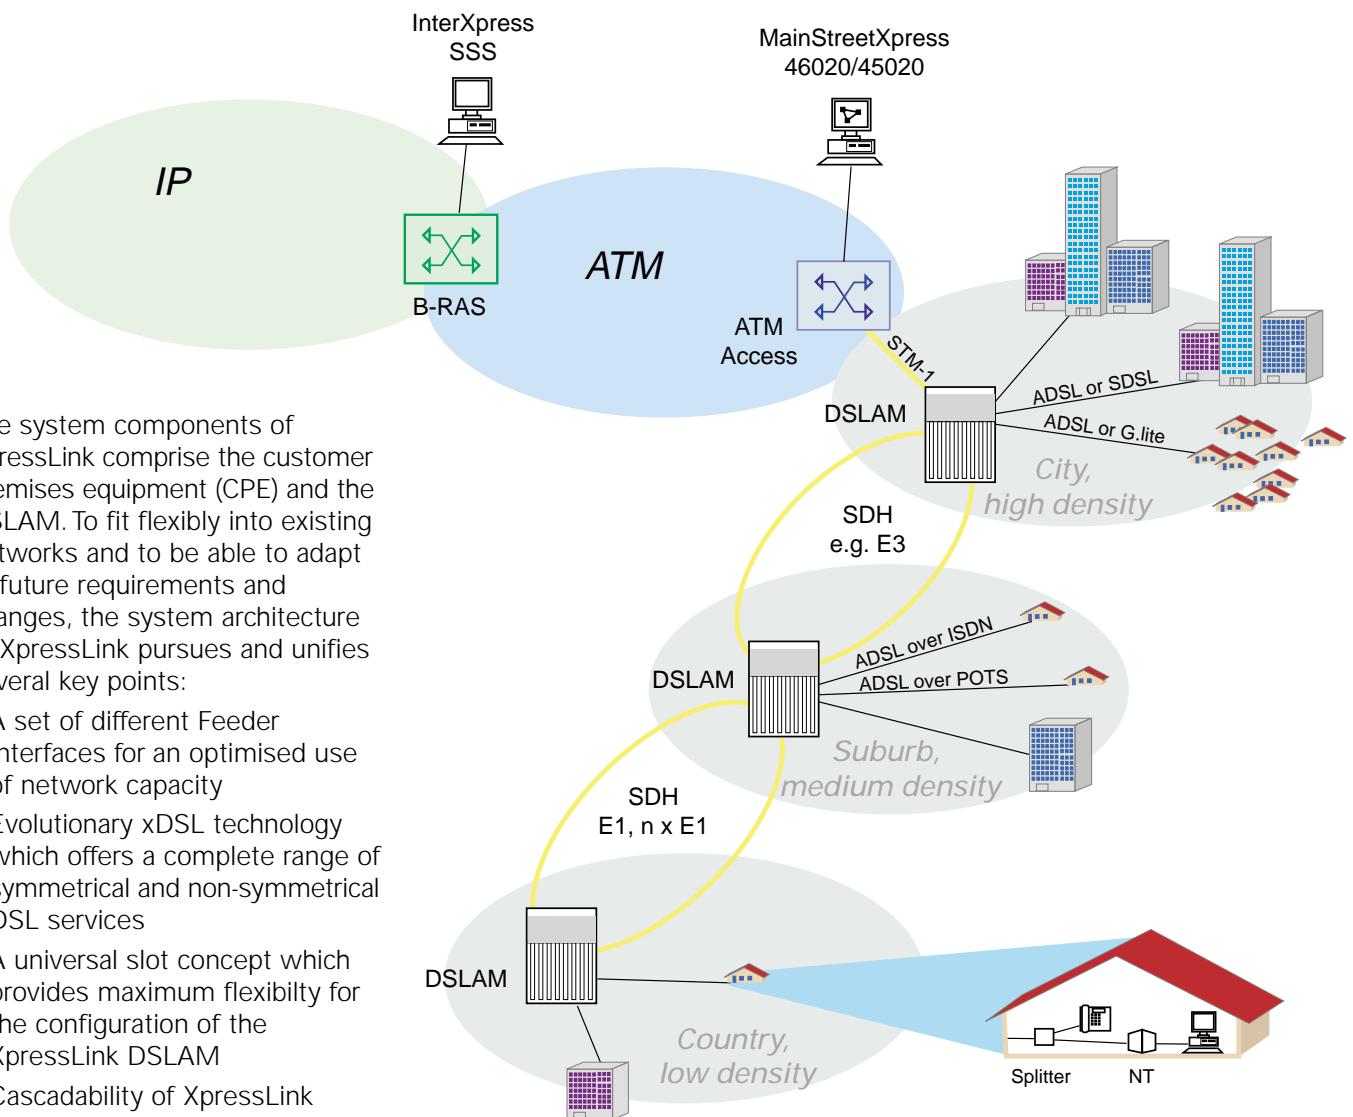 InterXpress
SSS
MainStreetXpress
46020/45020
IP
ATM
B-RAS
ATM
Access
STM-1
DSLAM
ADSL or SDSL
ADSL or G.lite
City,
high density
SDH
e.g. E3
DSLAM
ADSL over ISDN
ADSL over POTS
Suburb,
medium density
SDH
E1, n x E1
DSLAM
Country,
low density
Splitter
NT
e system components of
pressLink comprise the customer
emises equipment (CPE) and the
SLAM. To fit flexibly into existing
tworks and to be able to adapt
future requirements and
anges, the system architecture
XpressLink pursues and unifies
veral key points:
A set of different Feeder
nterfaces for an optimised use
of network capacity
Evolutionary xDSL technology
which offers a complete range of
symmetrical and non-symmetrical
DSL services
A universal slot concept which
provides maximum flexibilty for
the configuration of the
XpressLink DSLAM
Cascadability of XpressLink